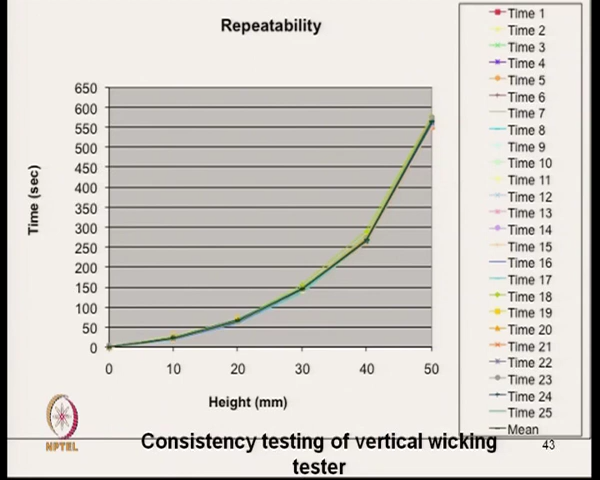 Repeatability
Time (sec)
650
600
550
500
450
400
350
300
250
200
150
100
50
0
0 10 20 30 40 50
Height (mm)
Time 1
Time 2
Time 3
Time 4
Time 5
Time 6
Time 7
Time 8
Time 9
Time 10
Time 11
Time 12
Time 13
Time 14
Time 15
Time 16
Time 17
Time 18
Time 19
Time 20
Time 21
Time 22
Time 23
Time 24
Time 25
Mean
NPTEL
Consistency testing of vertical wicking
tester
43